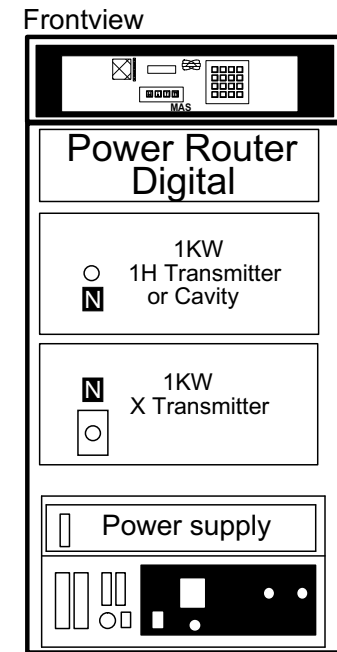 Frontview
MAS
Power Router
Digital
1KW
1H Transmitter
N or Cavity
N 1KW
X Transmitter
Power supply